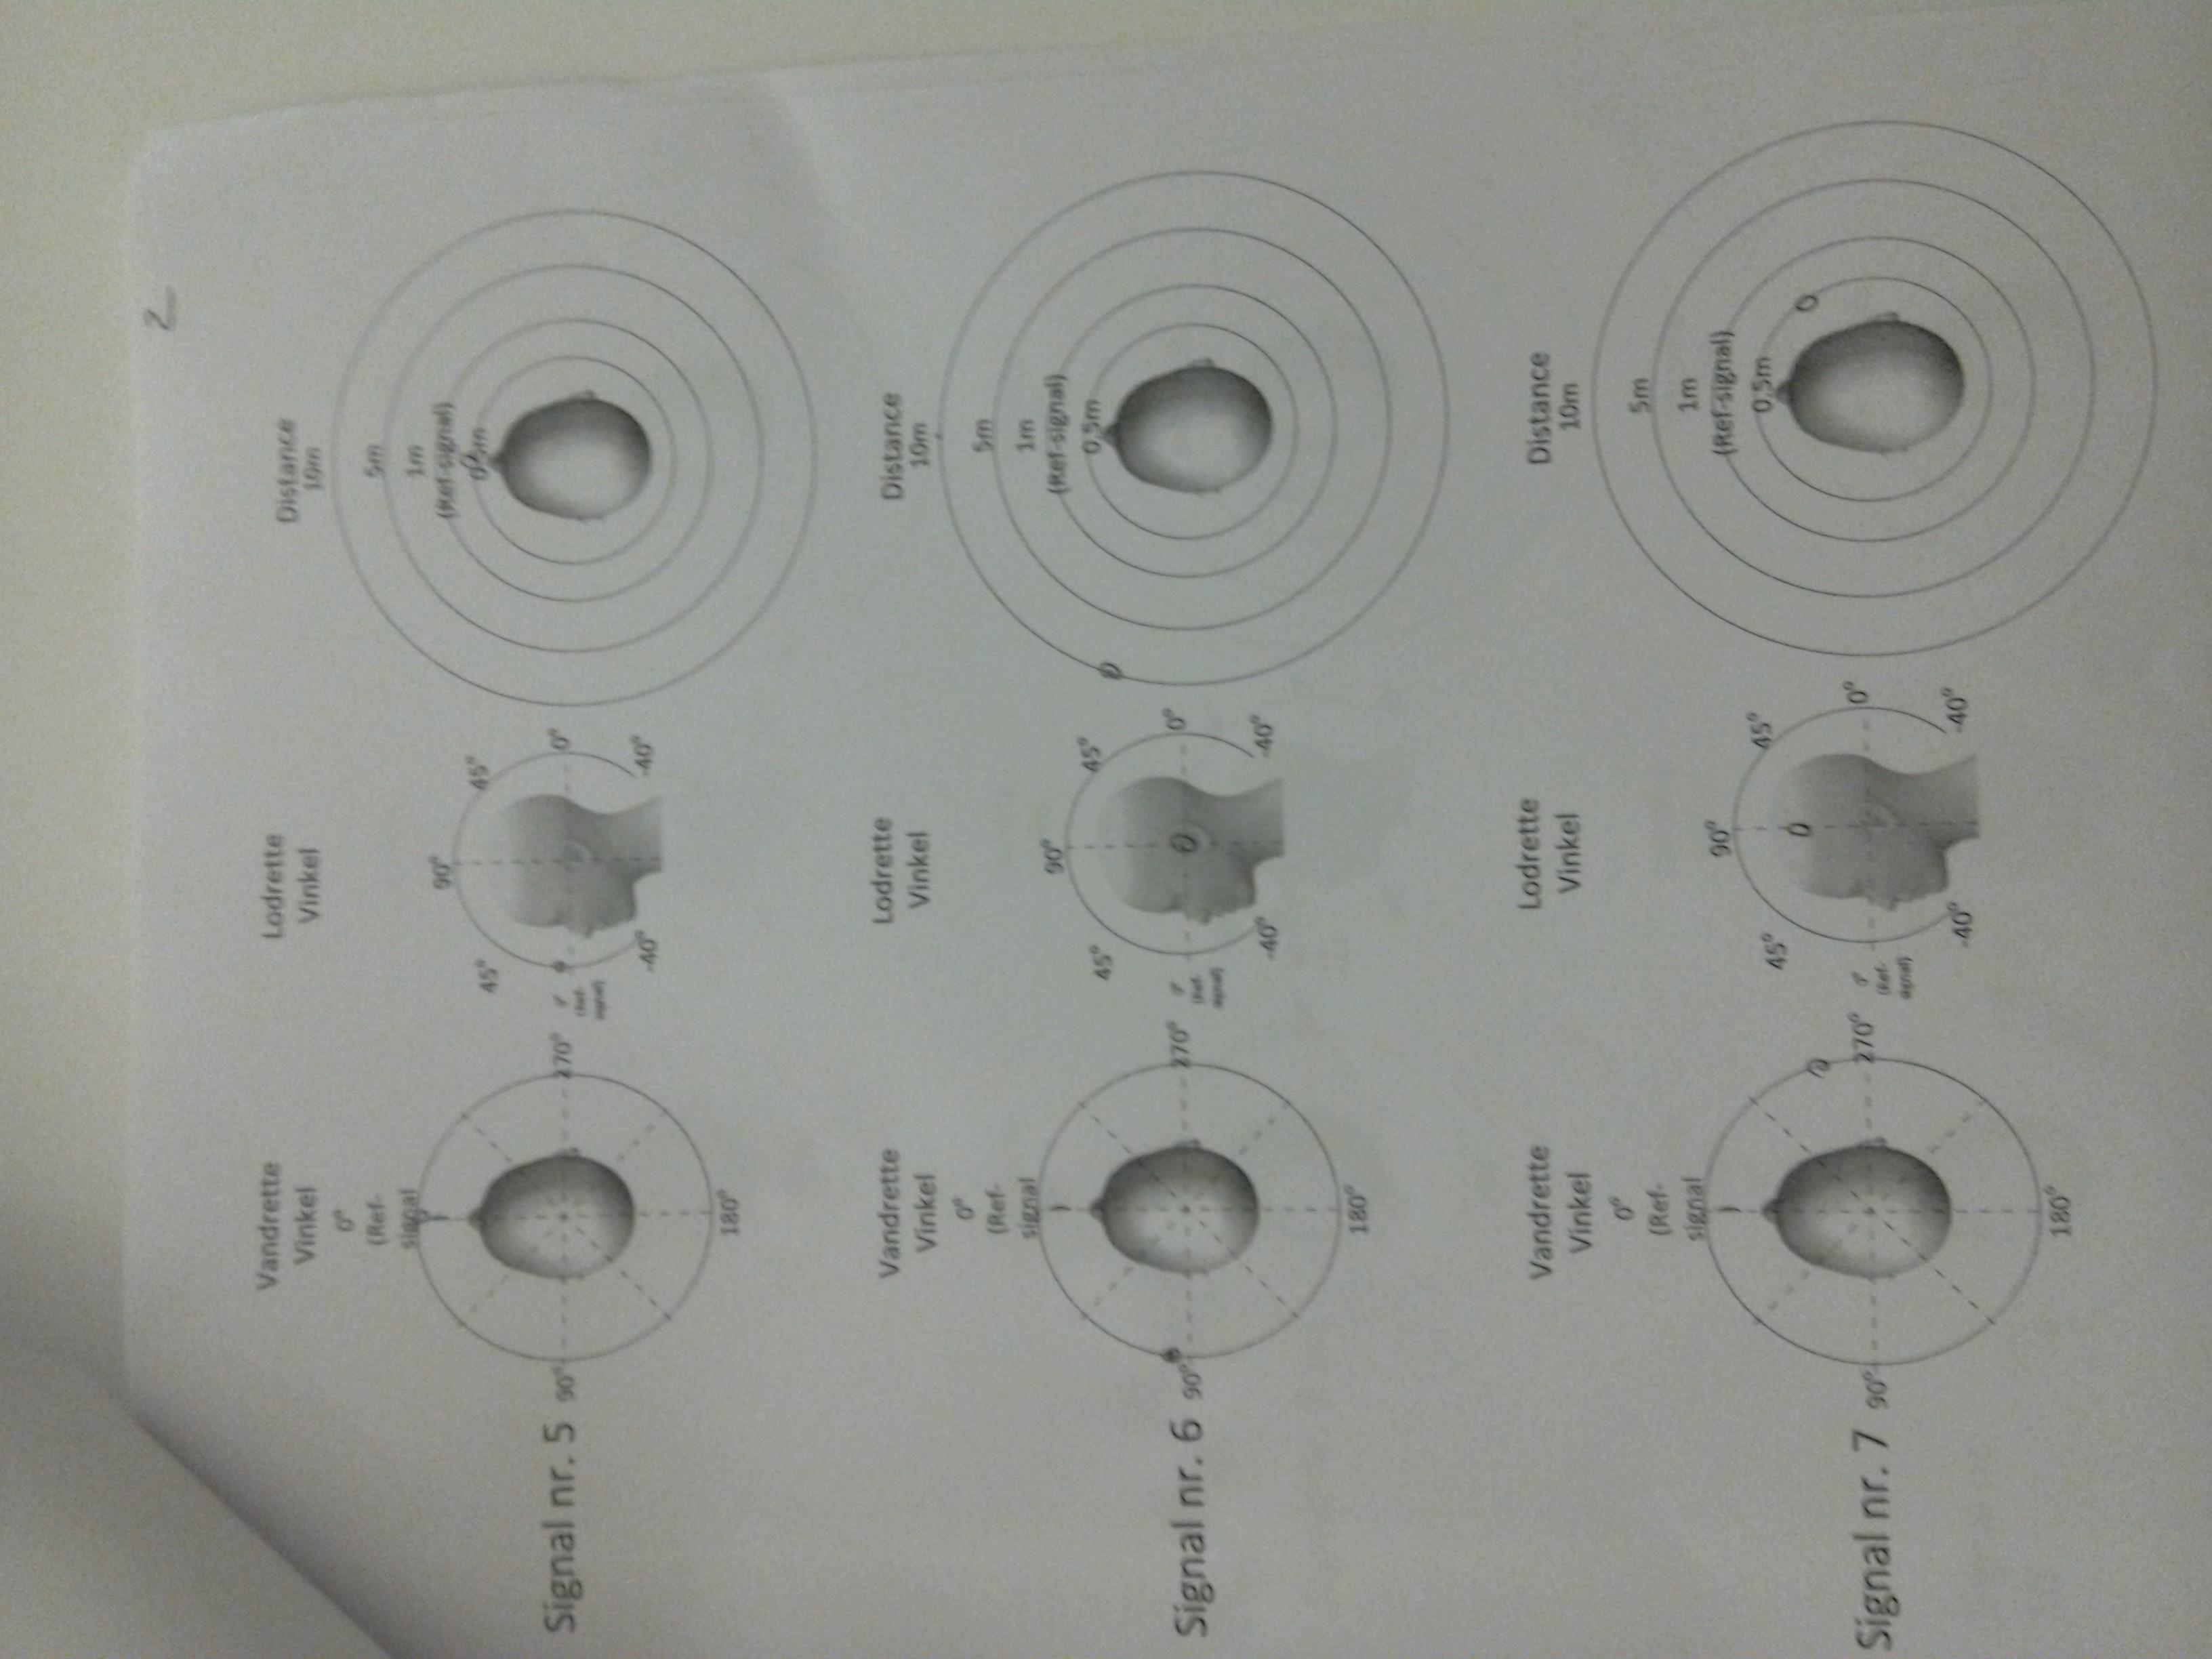 2
Signal nr. 5
Vandrette
Vinkel
0°
(Ref-
signal
90°
270°
180°
Lodrette
Vinkel
90°
45°
45°
0°
(Ref-
signal)
0°
-40°
-40°
Distance
10m
5m
1m
(Ref-signal)
0.5m
Signal nr. 6
Vandrette
Vinkel
0°
(Ref-
signal
90°
270°
180°
Lodrette
Vinkel
90°
45°
45°
0°
(Ref-
signal)
0°
-40°
-40°
Distance
10m
5m
1m
(Ref-signal)
0.5m
Signal nr. 7
Vandrette
Vinkel
0°
(Ref-
signal
90°
270°
180°
Lodrette
Vinkel
90°
45°
45°
0°
(Ref-
signal)
0°
-40°
-40°
Distance
10m
5m
1m
(Ref-signal)
0.5m